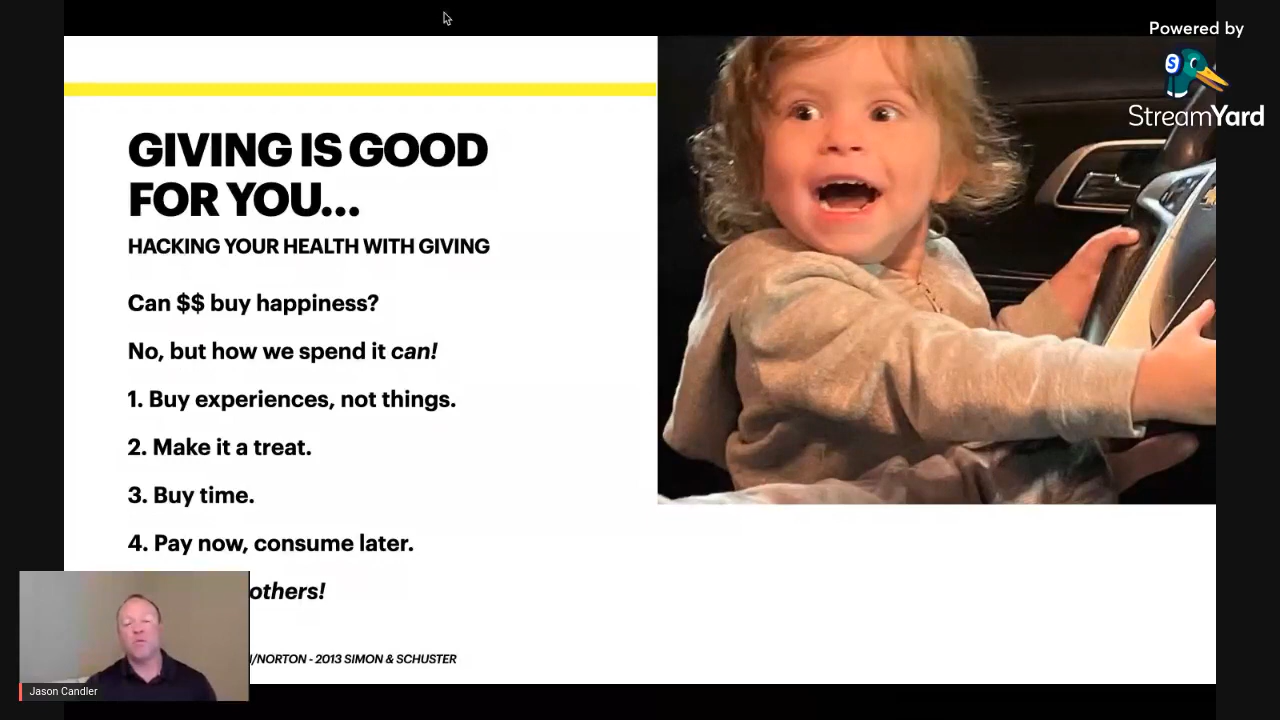 Powered by
StreamYard
GIVING IS GOOD
FOR YOU...
HACKING YOUR HEALTH WITH GIVING
Can $$ buy happiness?
No, but how we spend it can!
1. Buy experiences, not things.
2. Make it a treat.
3. Buy time.
4. Pay now, consume later.
others!
/NORTON - 2013 SIMON & SCHUSTER
Jason Candler